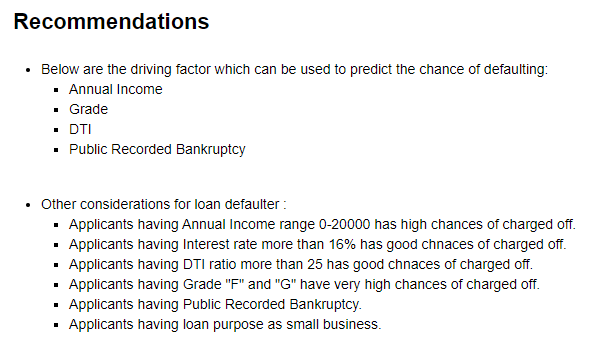 Recommendations
Below are the driving factor which can be used to predict the chance of defaulting:
Annual Income
Grade
DTI
Public Recorded Bankruptcy
Other considerations for loan defaulter :
Applicants having Annual Income range 0-20000 has high chances of charged off.
Applicants having Interest rate more than 16% has good chnaces of charged off.
Applicants having DTI ratio more than 25 has good chnaces of charged off.
Applicants having Grade "F" and "G" have very high chances of charged off.
Applicants having Public Recorded Bankruptcy.
Applicants having loan purpose as small business.